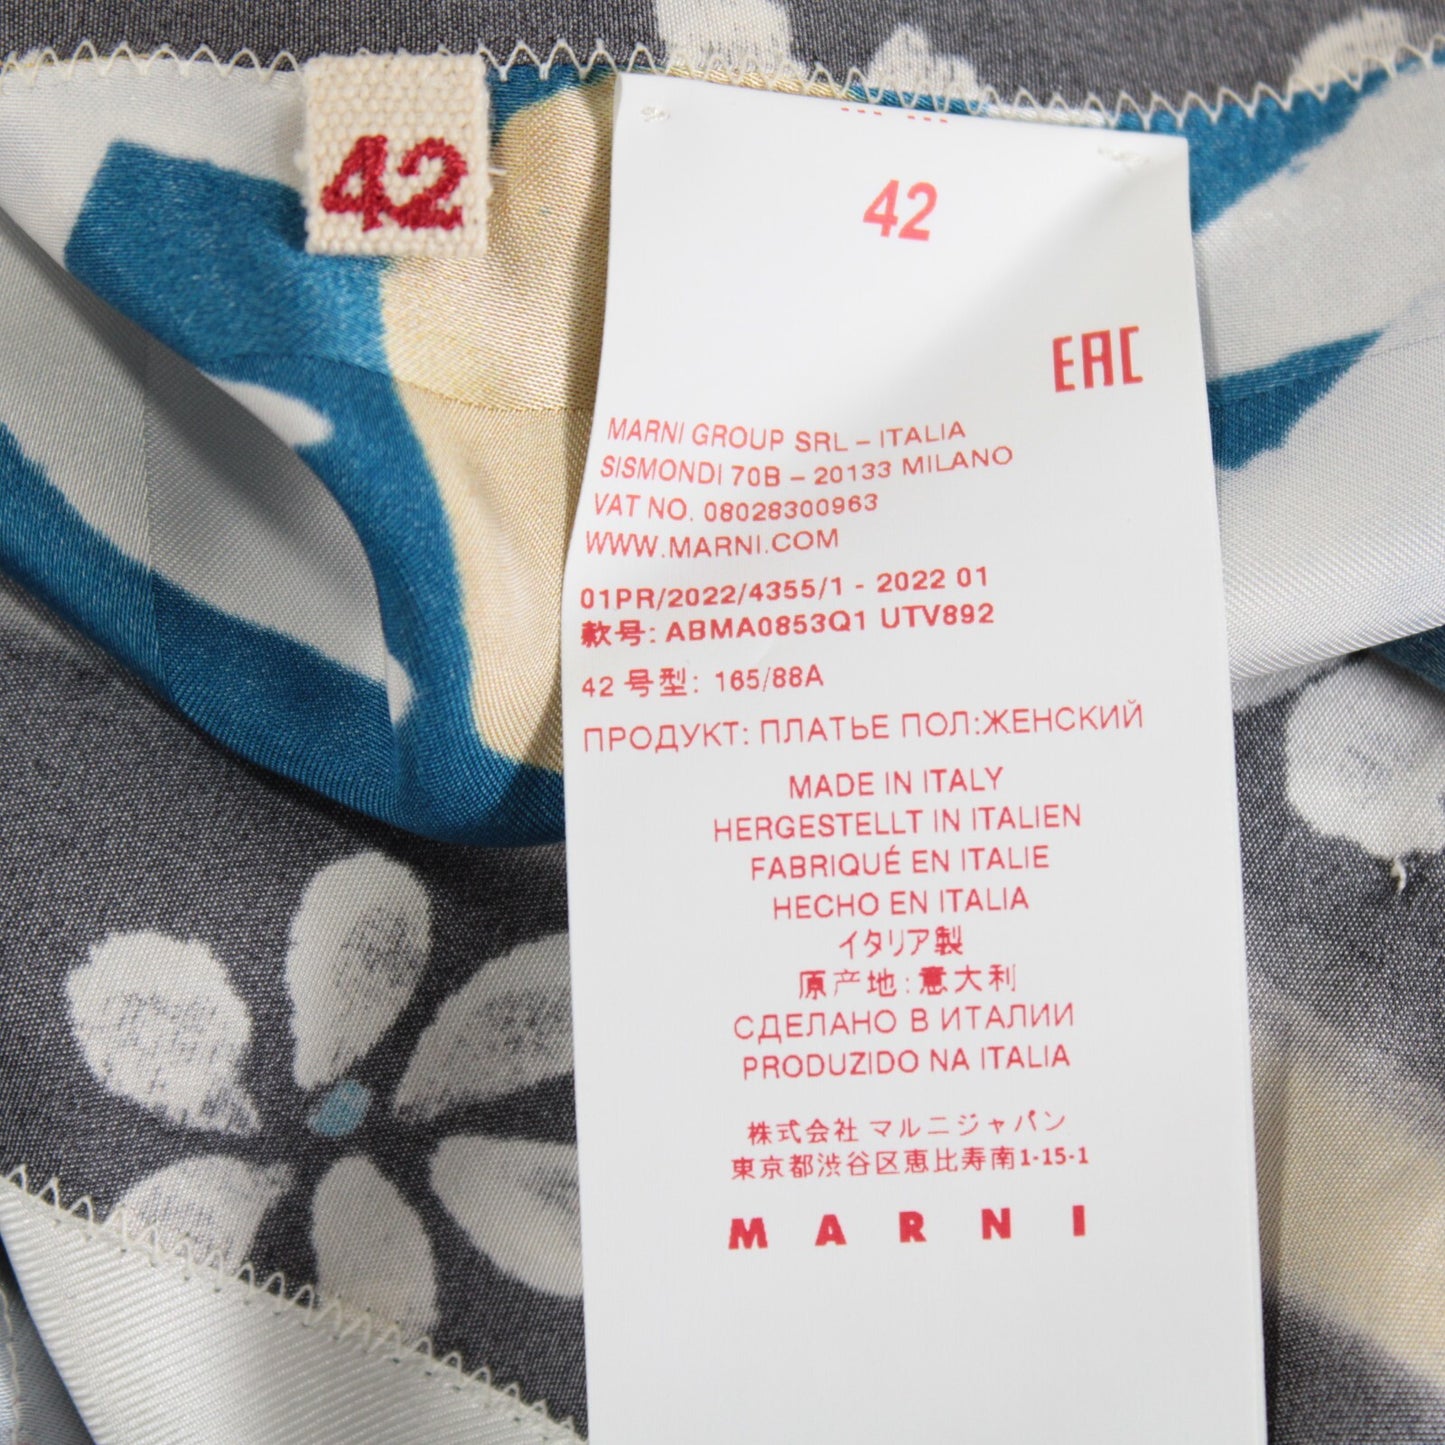 42
42
EAC
MARNI GROUP SRL – ITALIA
SISMONDI 70B – 20133 MILANO
VAT NO. 08028300963
WWW.MARNI.COM
01PR/2022/4355/1 - 2022 01
款号: ABMA0853Q1 UTV892
42 号型: 165/88A
ПРОДУКТ: ПЛАТЬЕ ПОЛ:ЖЕНСКИЙ
MADE IN ITALY
HERGESTELLT IN ITALIEN
FABRIQUÉ EN ITALIE
HECHO EN ITALIA
イタリア製
原产地:意大利
СДЕЛАНО В ИТАЛИИ
PRODUZIDO NA ITALIA
株式会社 マルニジャパン
東京都渋谷区恵比寿南1-15-1
MARNI